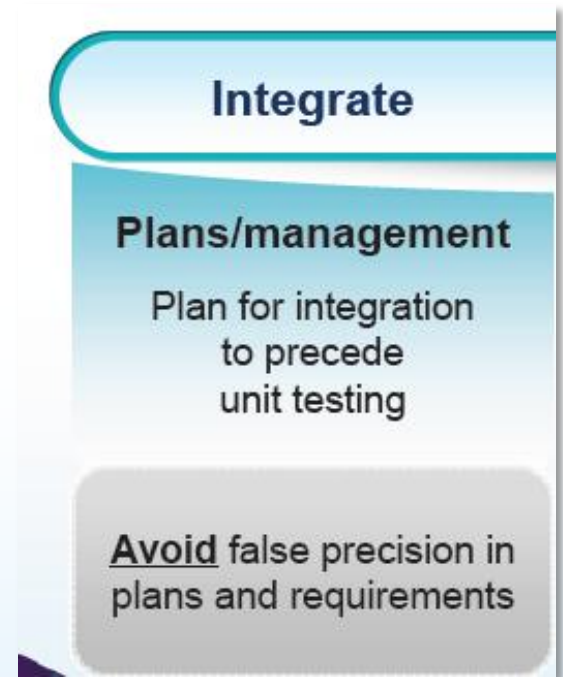 Integrate
Plans/management
Plan for integration
to precede
unit testing
Avoid false precision in
plans and requirements